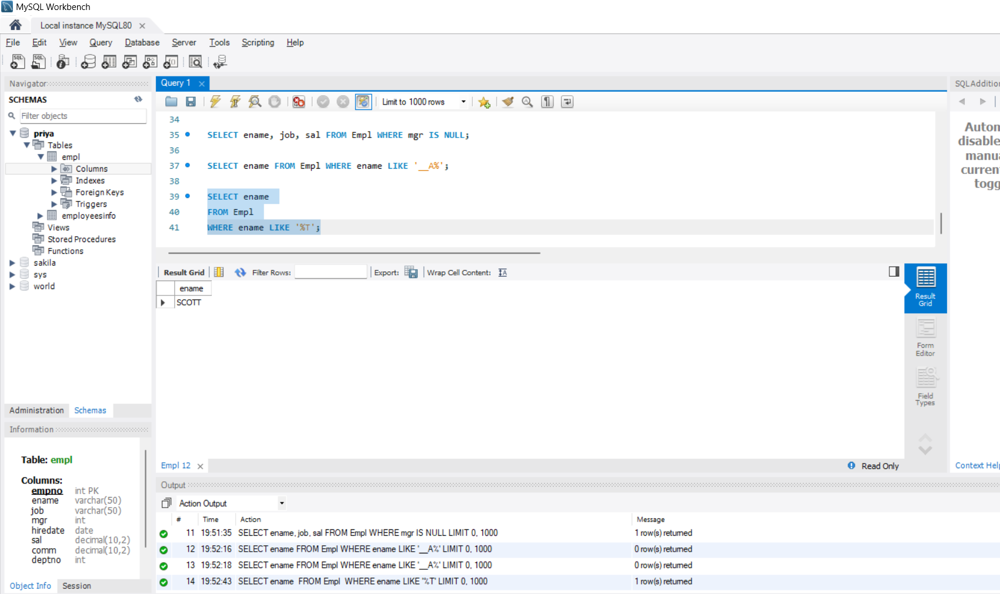 MySQL Workbench
Local instance MySQL80
File Edit View Query Database Server Tools Scripting Help
Navigator
SCHEMAS
Filter objects
priya
Tables
empl
Columns
Indexes
Foreign Keys
Triggers
employeesinfo
Views
Stored Procedures
Functions
sakila
sys
world
Administration Schemas
Information
Table: empl
Columns:
empno int PK
ename varchar(50)
job varchar(50)
mgr int
hiredate date
sal decimal(10,2)
comm decimal(10,2)
deptno int
Object Info Session
Query 1
Limit to 1000 rows
34
35 SELECT ename, job, sal FROM Empl WHERE mgr IS NULL;
36
37 SELECT ename FROM Empl WHERE ename LIKE '__A%';
38
39 SELECT ename
40 FROM Empl
41 WHERE ename LIKE '%T';
Result Grid Filter Rows: Export: Wrap Cell Content:
ename
SCOTT
Result
Grid
Form
Editor
Field
Types
Empl 12
Read Only
Output
Action Output
# Time Action Message
11 19:51:35 SELECT ename, job, sal FROM Empl WHERE mgr IS NULL LIMIT 0, 1000 1 row(s) returned
12 19:52:16 SELECT ename FROM Empl WHERE ename LIKE '__A%' LIMIT 0, 1000 0 row(s) returned
13 19:52:18 SELECT ename FROM Empl WHERE ename LIKE '__A%' LIMIT 0, 1000 0 row(s) returned
14 19:52:43 SELECT ename  FROM Empl  WHERE ename LIKE '%T' LIMIT 0, 1000 1 row(s) returned
SQLAdditio
Autom
disable
manua
current
togg
Context Help